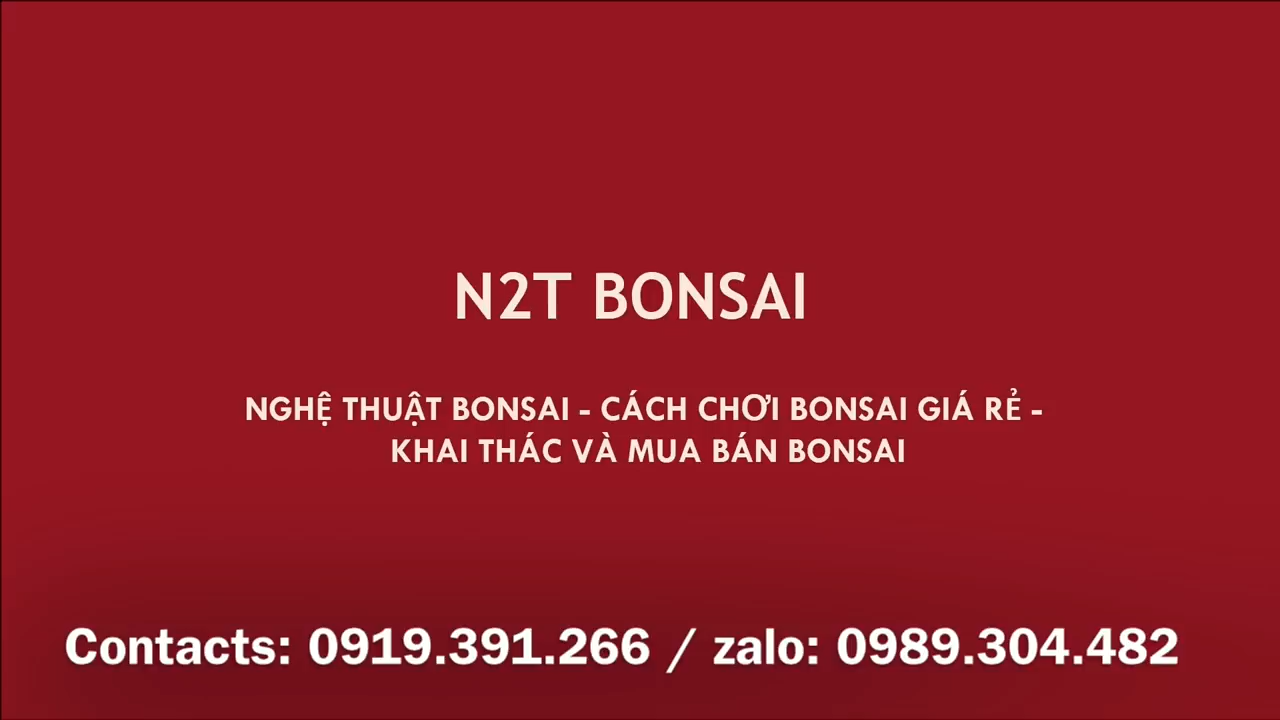 N2T BONSAI
NGHỆ THUẬT BONSAI - CÁCH CHƠI BONSAI GIÁ RẺ -
KHAI THÁC VÀ MUA BÁN BONSAI
Contacts: 0919.391.266 / zalo: 0989.304.482